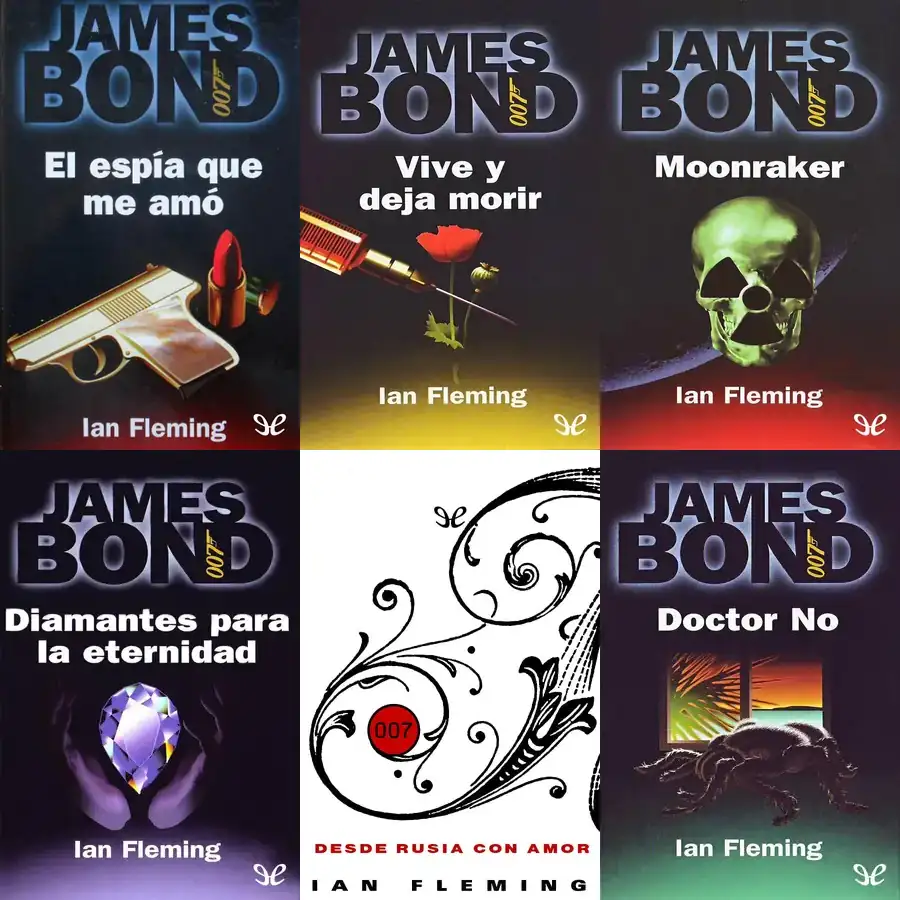 JAMES
BOND
007
El espía que
me amó
Ian Fleming
JAMES
BOND
007
Vive y
deja morir
Ian Fleming
JAMES
BOND
007
Moonraker
Ian Fleming
JAMES
BOND
007
Diamantes para
la eternidad
Ian Fleming
007
DESDE RUSIA CON AMOR
IAN FLEMING
JAMES
BOND
007
Doctor No
Ian Fleming